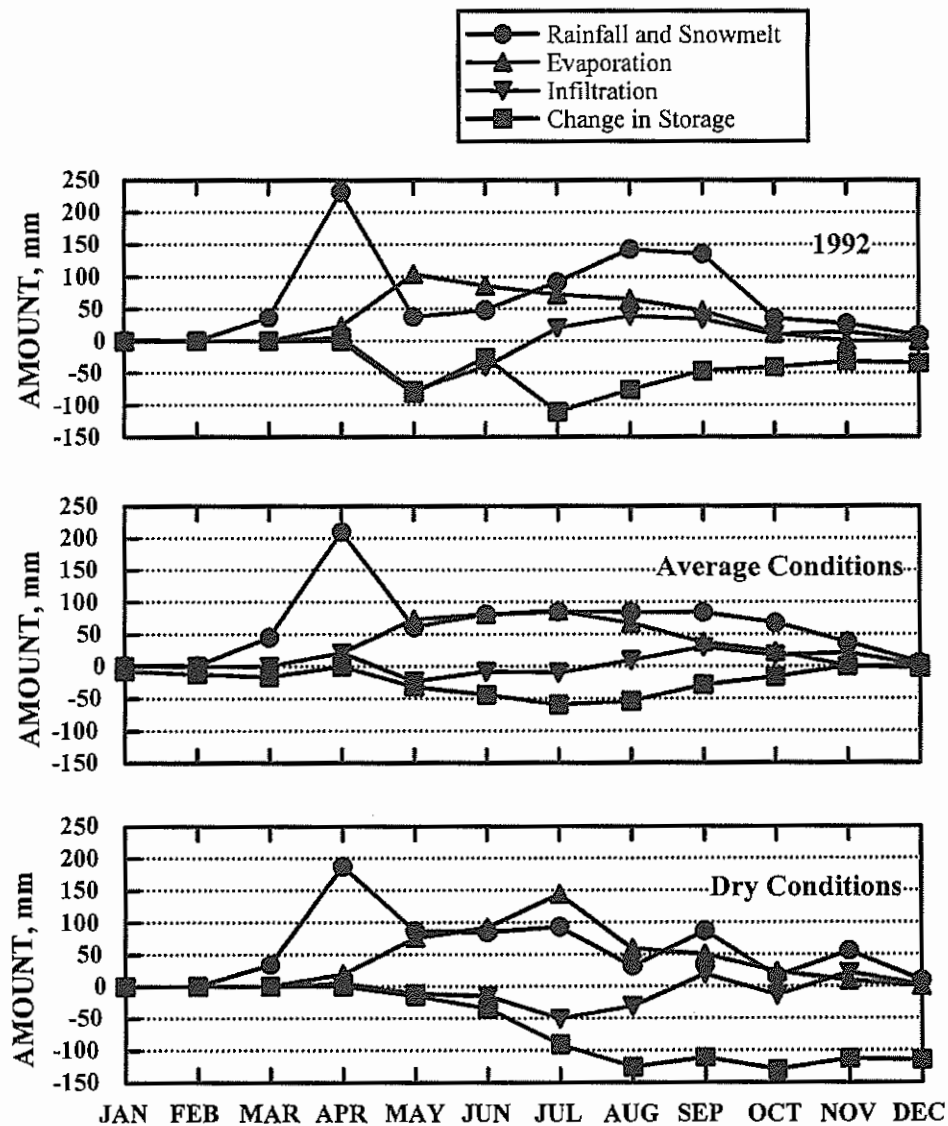 Rainfall and Snowmelt
Evaporation
Infiltration
Change in Storage
AMOUNT, mm
250
200
150
100
50
0
-50
-100
-150
1992
AMOUNT, mm
250
200
150
100
50
0
-50
-100
-150
Average Conditions
AMOUNT, mm
250
200
150
100
50
0
-50
-100
-150
Dry Conditions
JAN FEB MAR APR MAY JUN JUL AUG SEP OCT NOV DEC